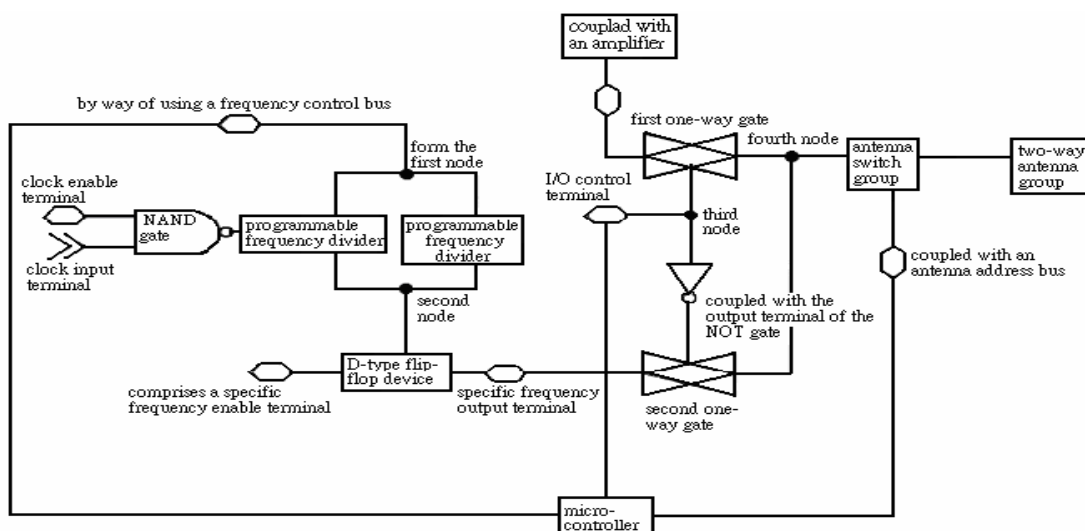 couplad with
an amplifier
by way of using a frequency control bus
first one-way gate
fourth node
form the
first node
antenna
switch
group
two-way
antenna
group
clock enable
terminal
I/O control
terminal
NAND
gate
programmable
frequency divider
programmable
frequency
divider
third
node
clock input
terminal
coupled with an
antenna address bus
second
node
coupled with the
output terminal of the
NOT gate
D-type flip-
flop device
comprises a specific
frequency enable terminal
specific frequency
output terminal
second one-
way gate
micro-
controller